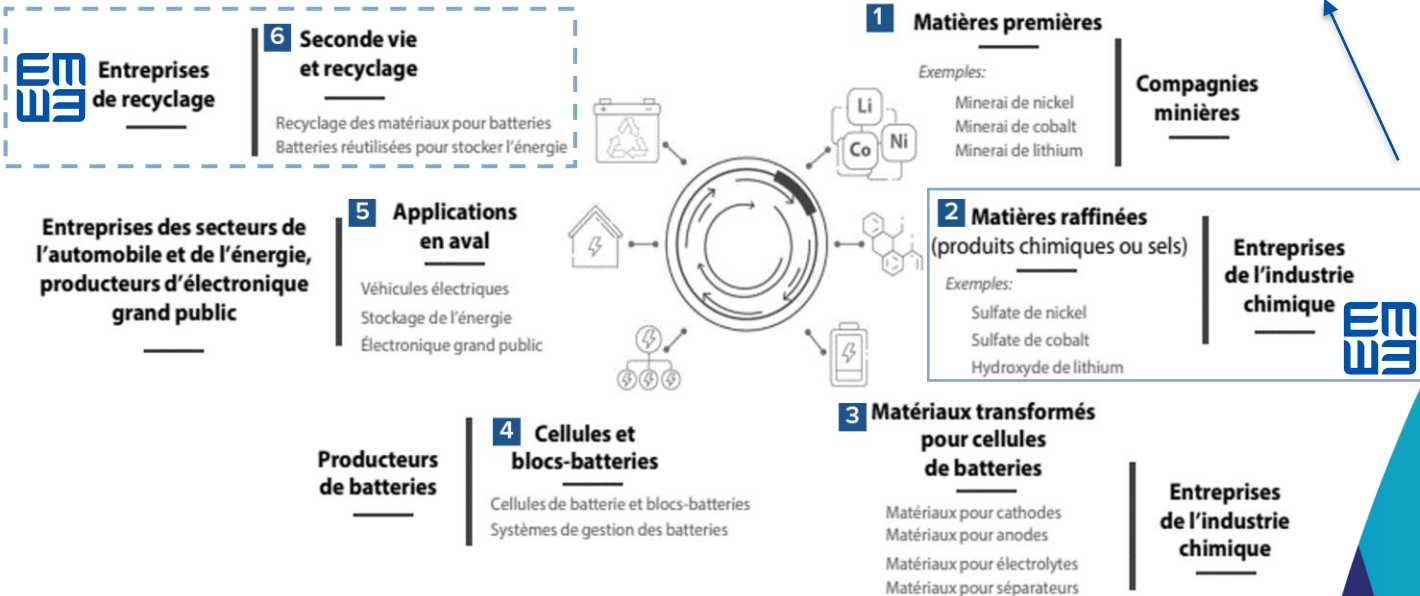 1 Matières premières
Exemples:
Minerai de nickel
Minerai de cobalt
Minerai de lithium
Compagnies
minières
Li
Co
Ni
2 Matières raffinées
(produits chimiques ou sels)
Exemples:
Sulfate de nickel
Sulfate de cobalt
Hydroxyde de lithium
Entreprises
de l'industrie
chimique
3 Matériaux transformés
pour cellules
de batteries
Matériaux pour cathodes
Matériaux pour anodes
Matériaux pour électrolytes
Matériaux pour séparateurs
Entreprises
de l'industrie
chimique
4 Cellules et
blocs-batteries
Cellules de batterie et blocs-batteries
Systèmes de gestion des batteries
Producteurs
de batteries
5 Applications
en aval
Véhicules électriques
Stockage de l'énergie
Électronique grand public
Entreprises des secteurs de
l'automobile et de l'énergie,
producteurs d'électronique
grand public
6 Seconde vie
et recyclage
Recyclage des matériaux pour batteries
Batteries réutilisées pour stocker l'énergie
Entreprises
de recyclage